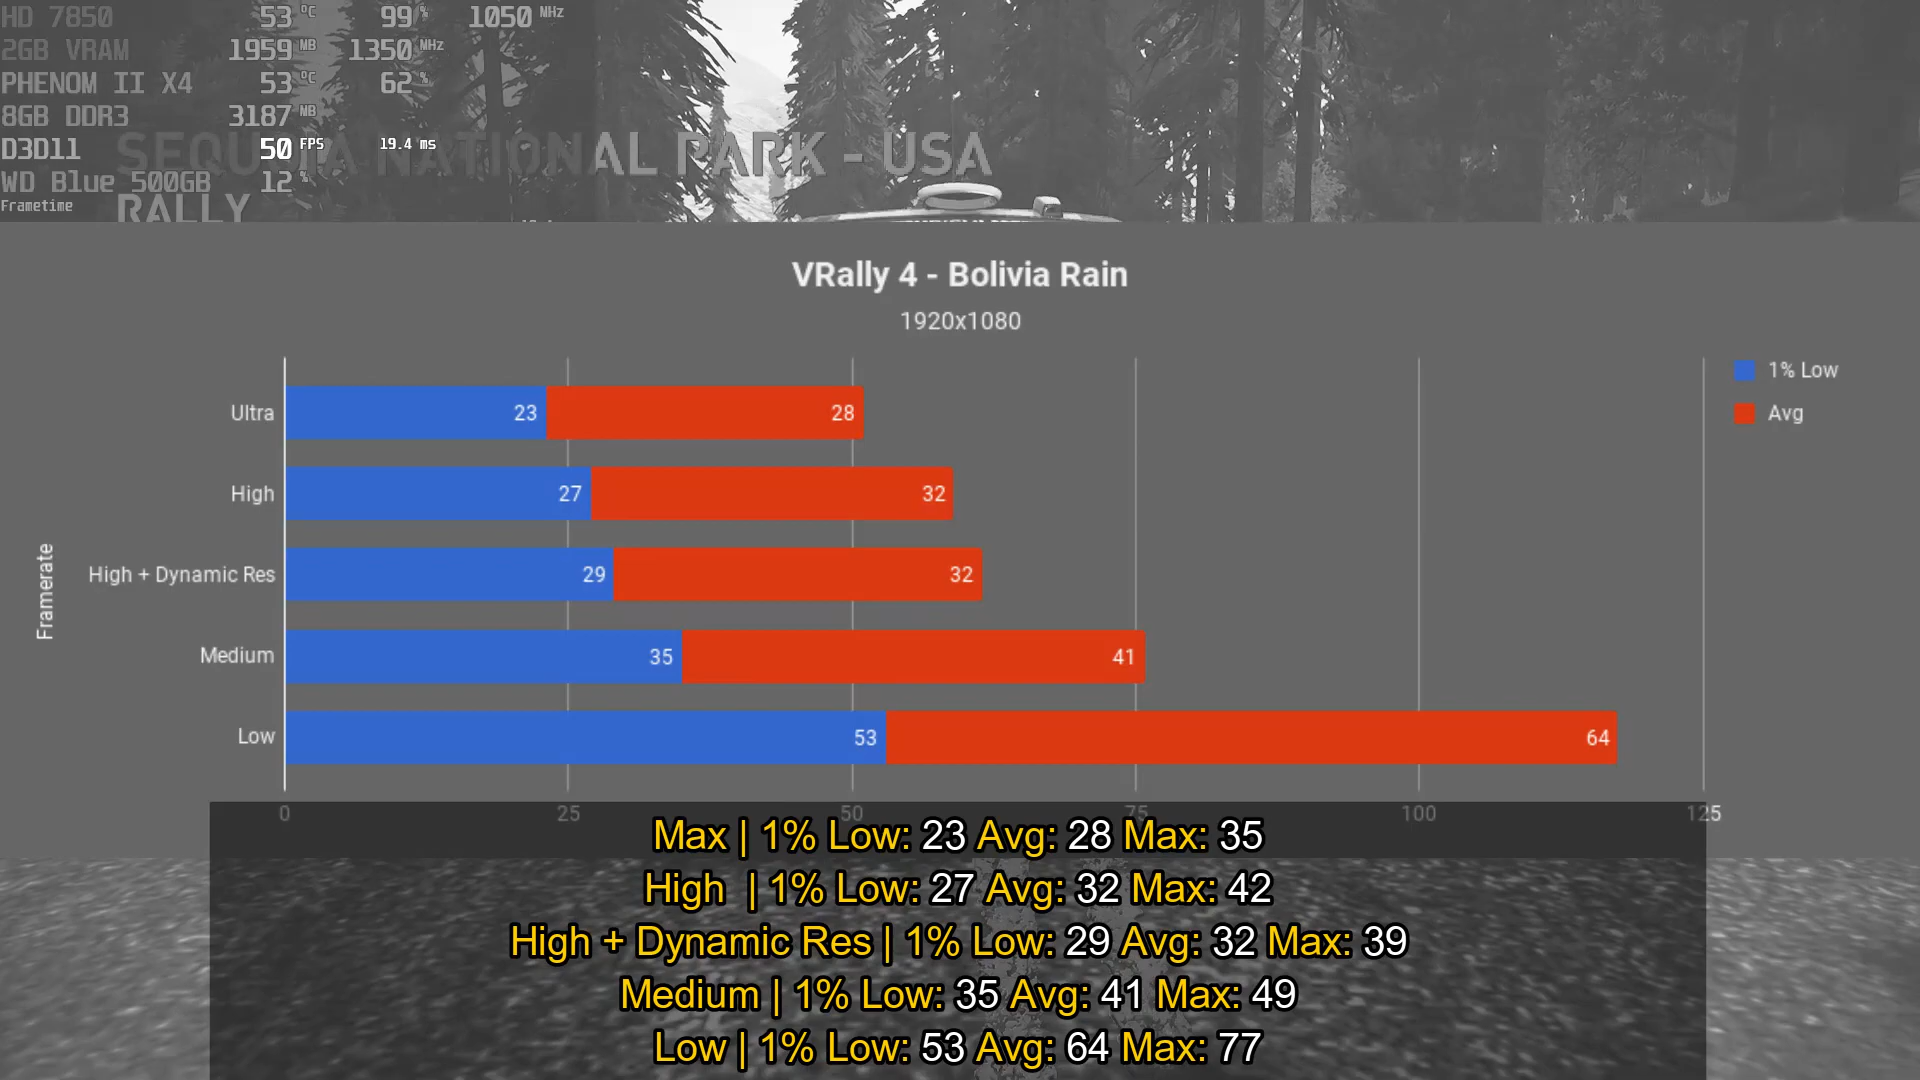 HD 7850 53 °C 99 % 1050 MHz
2GB VRAM 1959 MB 1350 MHz
PHENOM II X4 53 °C 62 %
8GB DDR3 3187 MB
D3D11 50 FPS 19.4 ms
WD Blue 500GB 12 %
Frametime
SEQUOIA NATIONAL PARK - USA
RALLY
VRally 4 - Bolivia Rain
1920x1080
1% Low
Avg
Framerate
Ultra 23 28
High 27 32
High + Dynamic Res 29 32
Medium 35 41
Low 53 64
0 25 50 75 100 125
Max | 1% Low: 23 Avg: 28 Max: 35
High | 1% Low: 27 Avg: 32 Max: 42
High + Dynamic Res | 1% Low: 29 Avg: 32 Max: 39
Medium | 1% Low: 35 Avg: 41 Max: 49
Low | 1% Low: 53 Avg: 64 Max: 77